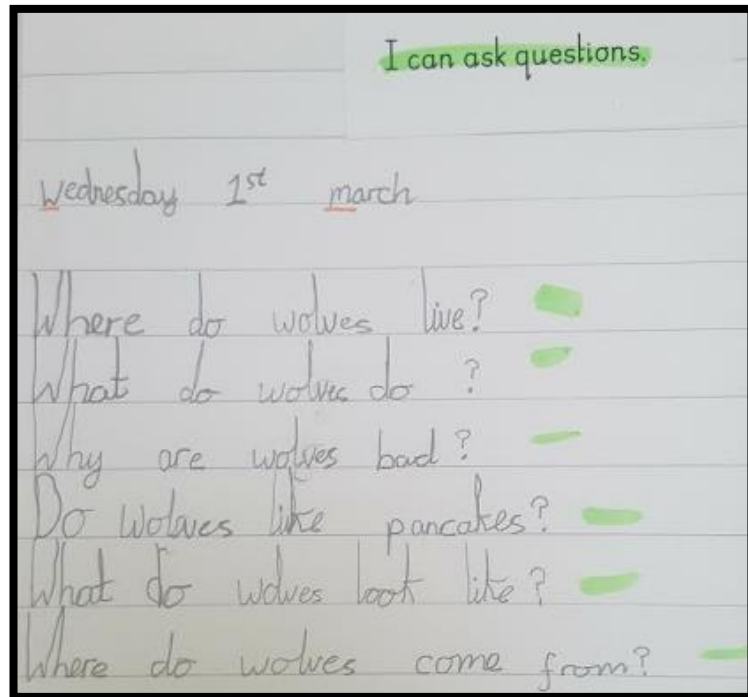 I can ask questions.
wednesday 1st march
Where do wolves live?
What do wolves do ?
Why are wolves bad?
Do wolves like pancakes?
What do wolves look like?
Where do wolves come from?